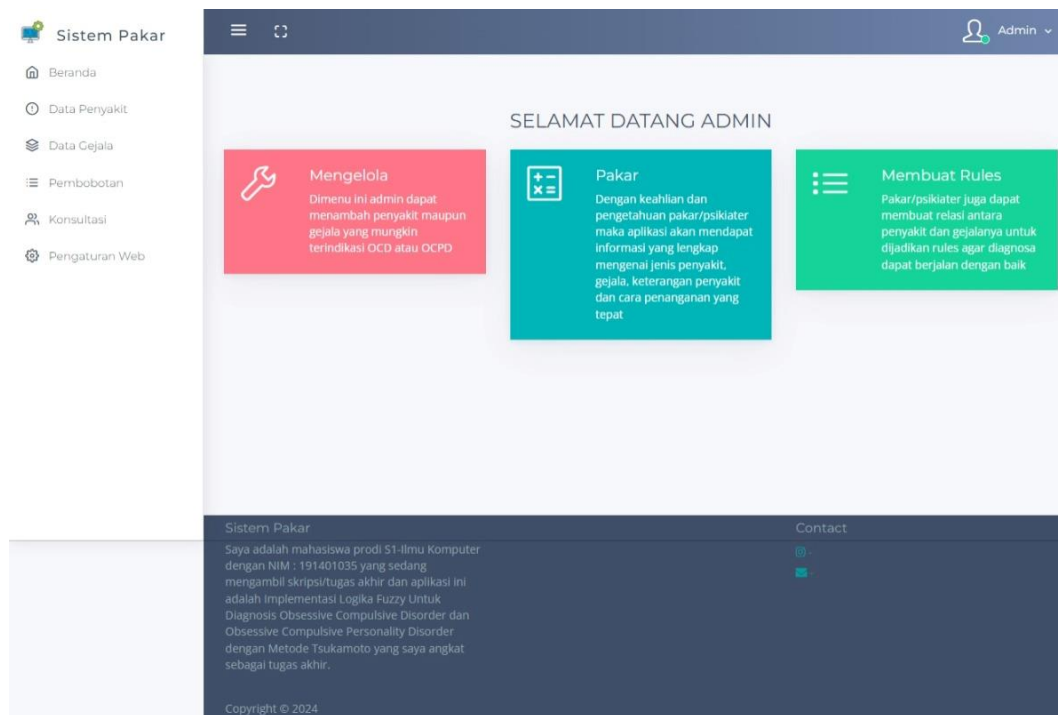 Sistem Pakar
Admin
Beranda
Data Penyakit
Data Gejala
Pembobotan
Konsultasi
Pengaturan Web
SELAMAT DATANG ADMIN
Mengelola
Dimenu ini admin dapat
menambah penyakit maupun
gejala yang mungkin
terindikasi OCD atau OCPD
Pakar
Dengan keahlian dan
pengetahuan pakar/psikiater
maka aplikasi akan mendapat
informasi yang lengkap
mengenai jenis penyakit,
gejala, keterangan penyakit
dan cara penanganan yang
tepat
Membuat Rules
Pakar/psikiater juga dapat
membuat relasi antara
penyakit dan gejalanya untuk
dijadikan rules agar diagnosa
dapat berjalan dengan baik
Sistem Pakar
Saya adalah mahasiswa prodi S1-Ilmu Komputer
dengan NIM : 191401035 yang sedang
mengambil skripsi/tugas akhir dan aplikasi ini
adalah Implementasi Logika Fuzzy Untuk
Diagnosis Obsessive Compulsive Disorder dan
Obsessive Compulsive Personality Disorder
dengan Metode Tsukamoto yang saya angkat
sebagai tugas akhir.
Copyright © 2024
Contact
-
-